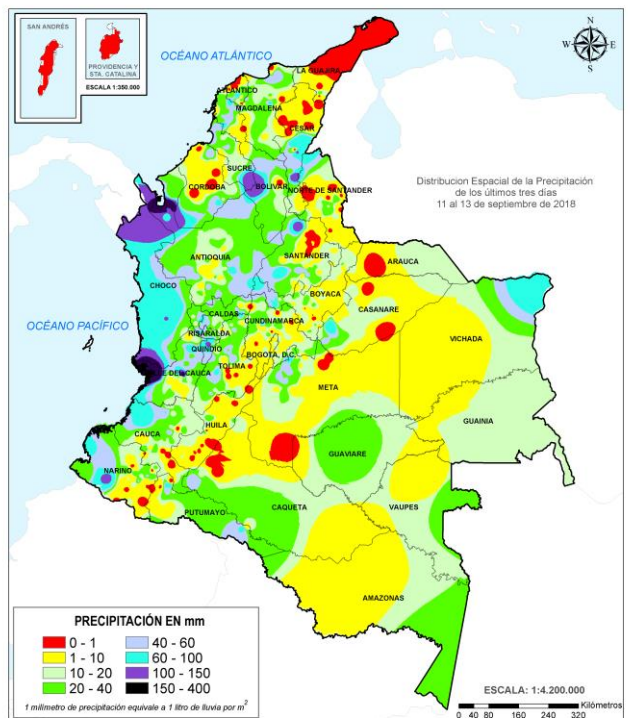 SAN ANDRÉS
PROVIDENCIA Y
STA. CATALINA
ESCALA 1:350.000
OCÉANO ATLÁNTICO
N
W E
S
LA GUAJIRA
ATLÁNTICO
MAGDALENA
CESAR
SUCRE
CORDOBA
BOLIVAR
NORTE DE SANTANDER
Distribucion Espacial de la Precipitación
de los últimos tres días
11 al 13 de septiembre de 2018
ANTIOQUIA
SANTANDER
ARAUCA
CHOCO
BOYACA
CASANARE
OCÉANO PACÍFICO
CALDAS
CUNDINAMARCA
RISARALDA
VICHADA
QUINDIO
BOGOTA, D.C.
TOLIMA
VALLE DEL CAUCA
META
GUAINIA
HUILA
CAUCA
GUAVIARE
NARIÑO
CAQUETA
VAUPES
PUTUMAYO
AMAZONAS
PRECIPITACIÓN EN mm
0 - 1 40 - 60
1 - 10 60 - 100
10 - 20 100 - 150
20 - 40 150 - 400
1 milimetro de precipitación equivale a 1 litro de lluvia por m²
ESCALA: 1:4.200.000
0 40 80 160 240 320 Kilómetros